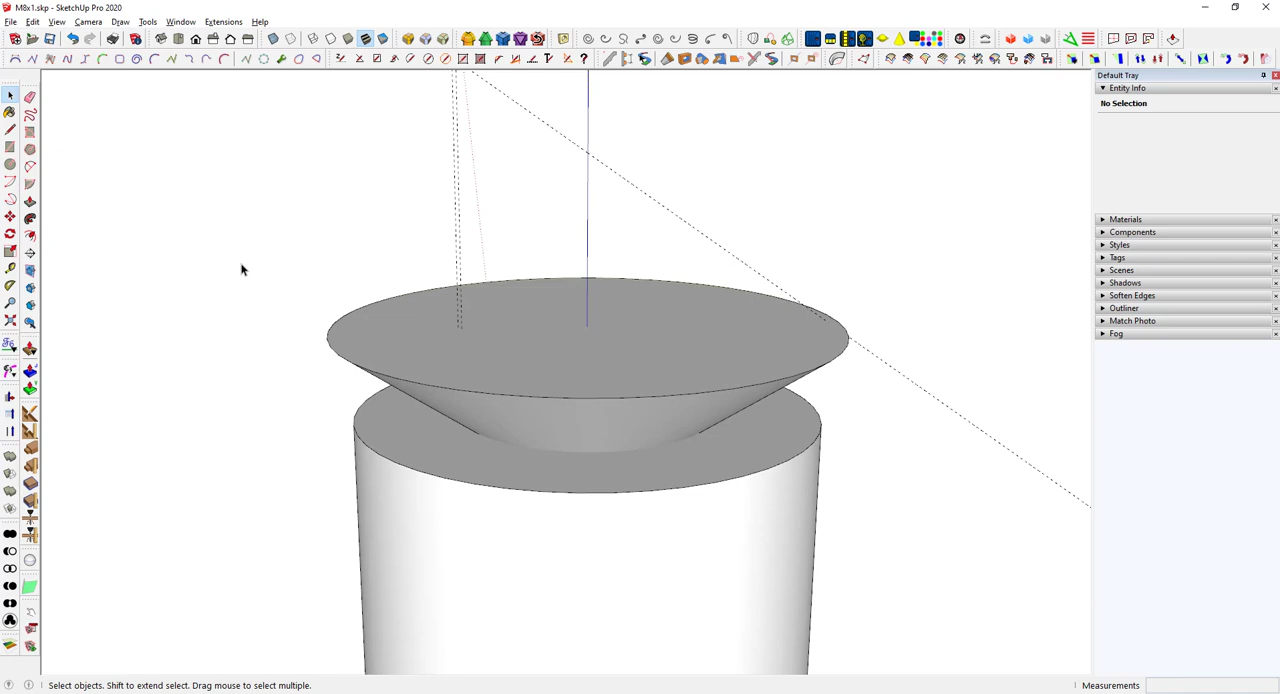 M8x1.skp - SketchUp Pro 2020
File Edit View Camera Draw Tools Window Extensions Help
Default Tray
Entity Info
No Selection
Materials
Components
Styles
Tags
Scenes
Shadows
Soften Edges
Outliner
Match Photo
Fog
Select objects. Shift to extend select. Drag mouse to select multiple.
Measurements